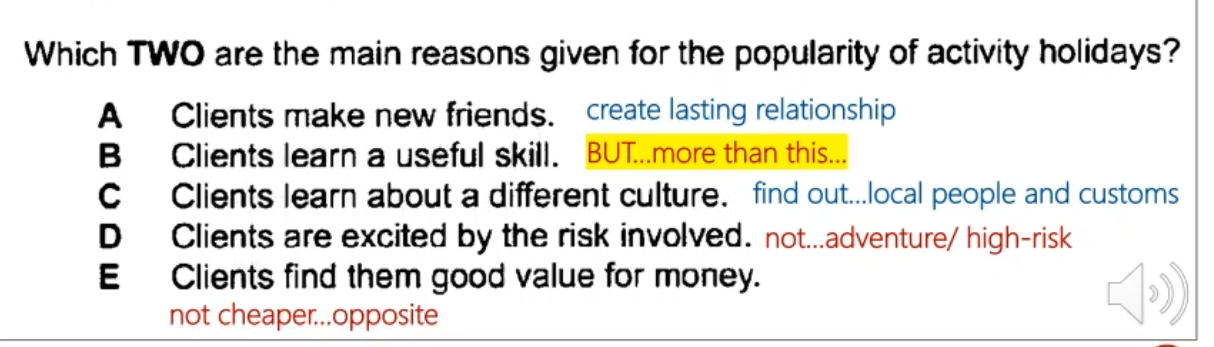 Which TWO are the main reasons given for the popularity of activity holidays?
A Clients make new friends. create lasting relationship
B Clients learn a useful skill. BUT...more than this...
C Clients learn about a different culture. find out...local people and customs
D Clients are excited by the risk involved. not...adventure/ high-risk
E Clients find them good value for money.
not cheaper...opposite